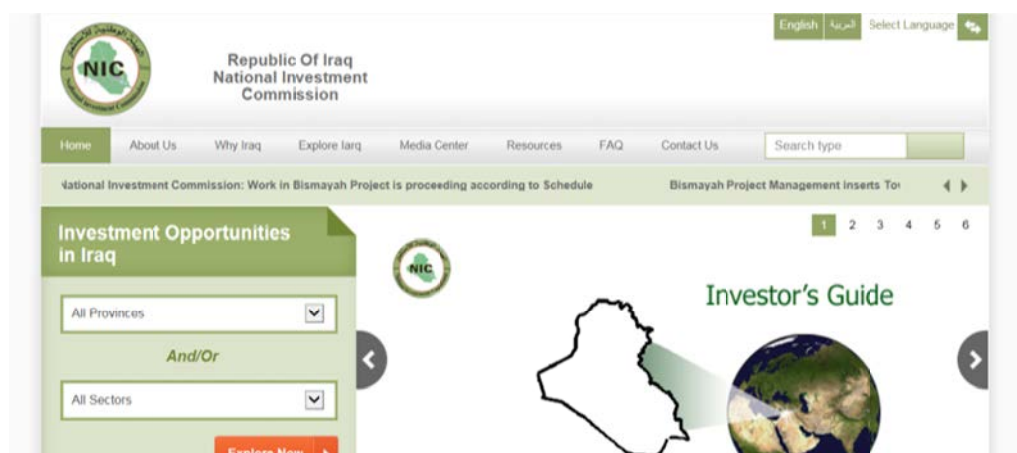 English العربية Select Language
NIC
Republic Of Iraq
National Investment
Commission
Home About Us Why Iraq Explore Iarq Media Center Resources FAQ Contact Us Search type
National Investment Commission: Work in Bismayah Project is proceeding according to Schedule Bismayah Project Management inserts Tov
Investment Opportunities
in Iraq
1 2 3 4 5 6
NIC
Investor's Guide
All Provinces
And/Or
All Sectors
Explore Now